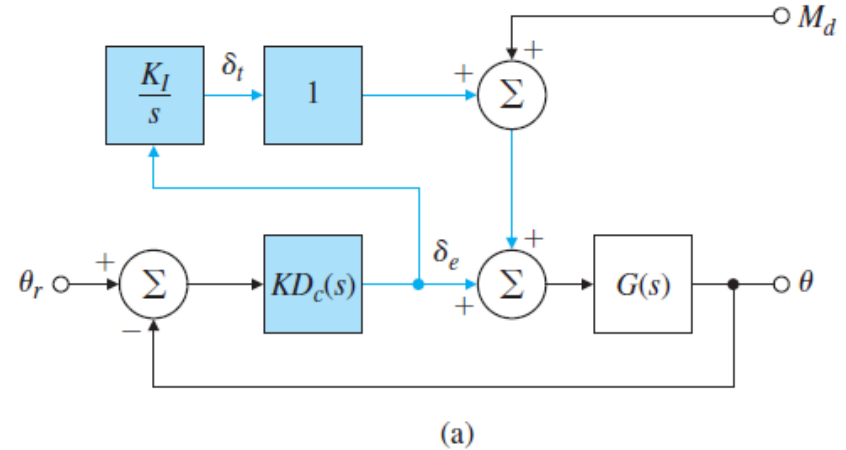 M_d
+
K_I
s
δ_t
1
+
Σ
θ_r
+
Σ
−
KD_c(s)
δ_e
+
+
Σ
G(s)
θ
(a)